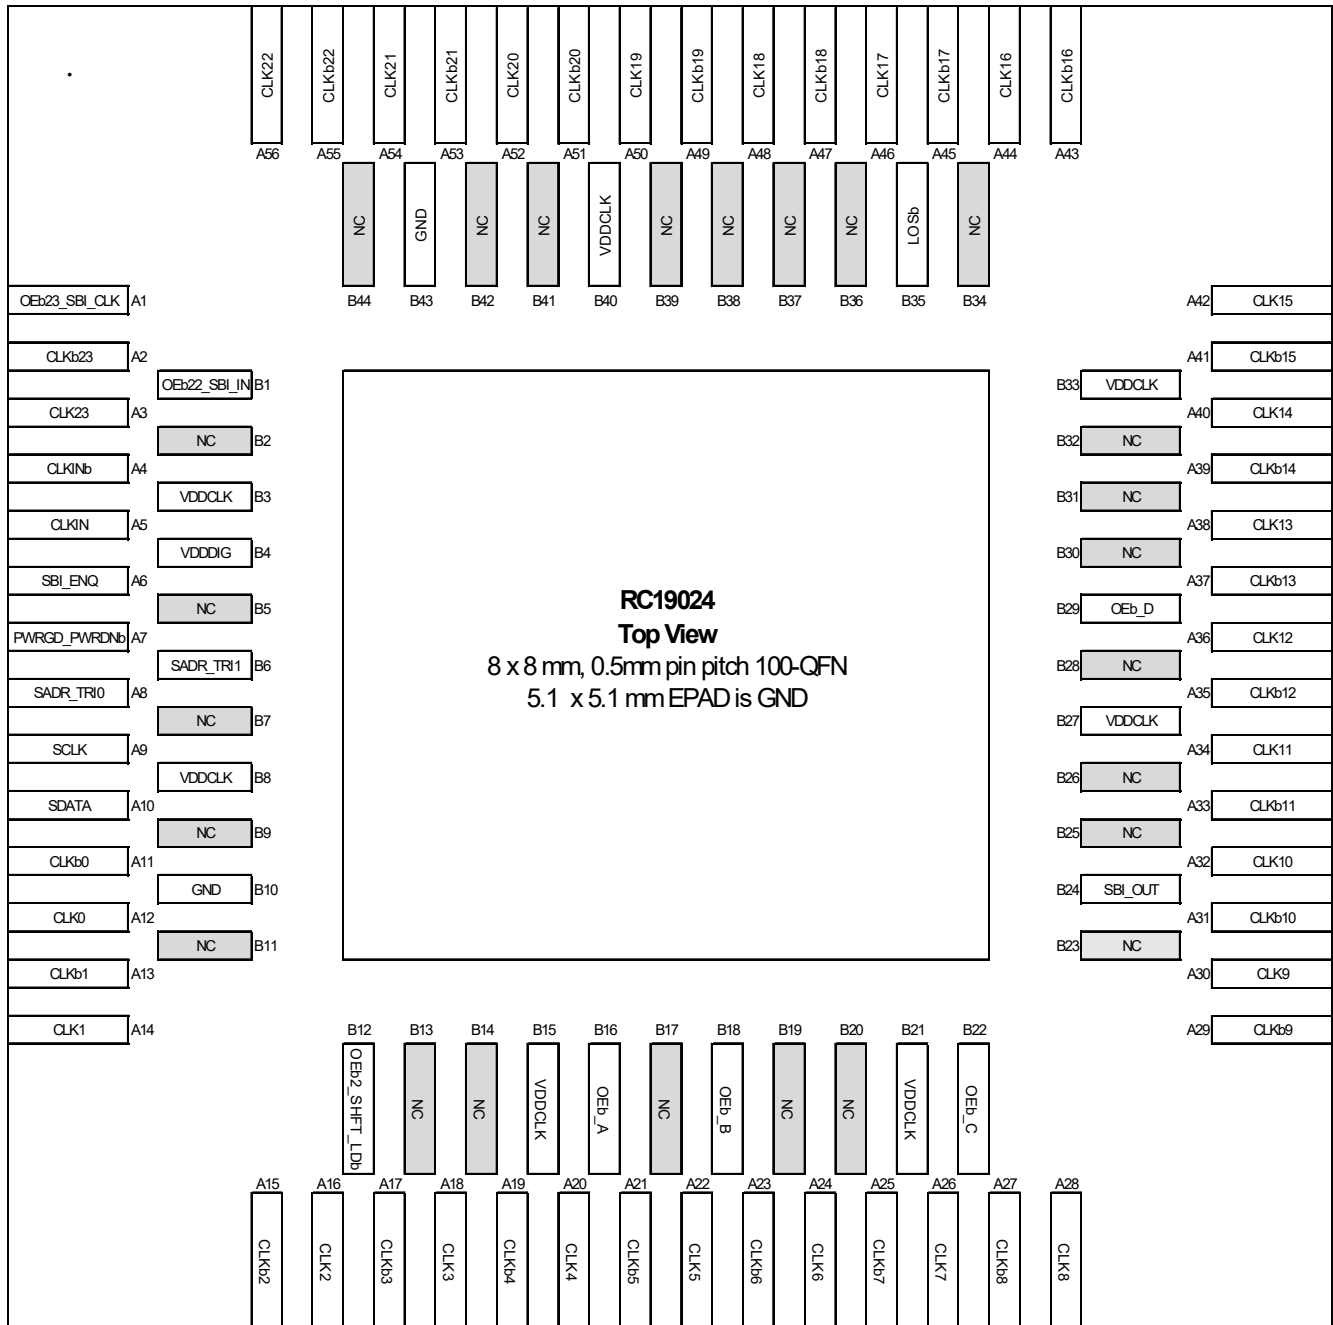 CLK22 CLKb22 CLK21 CLKb21 CLK20 CLKb20 CLK19 CLKb19 CLK18 CLKb18 CLK17 CLKb17 CLK16 CLKb16
A56 A55 A54 A53 A52 A51 A50 A49 A48 A47 A46 A45 A44 A43
NC GND NC NC VDDCLK NC NC NC NC LOSb NC
B44 B43 B42 B41 B40 B39 B38 B37 B36 B35 B34
OEb23_SBI_CLK A1
CLKb23 A2
OEb22_SBI_IN B1
CLK23 A3
NC B2
CLKINb A4
VDDCLK B3
CLKIN A5
VDDDIG B4
SBI_ENQ A6
NC B5
PWRGD_PWRDNb A7
SADR_TRI1 B6
SADR_TRI0 A8
NC B7
SCLK A9
VDDCLK B8
SDATA A10
NC B9
CLKb0 A11
GND B10
CLK0 A12
NC B11
CLKb1 A13
CLK1 A14
RC19024
Top View
8 x 8 mm, 0.5mm pin pitch 100-QFN
5.1 x 5.1 mm EPAD is GND
A42 CLK15
A41 CLKb15
B33 VDDCLK
A40 CLK14
B32 NC
A39 CLKb14
B31 NC
A38 CLK13
B30 NC
A37 CLKb13
B29 OEb_D
A36 CLK12
B28 NC
A35 CLKb12
B27 VDDCLK
A34 CLK11
B26 NC
A33 CLKb11
B25 NC
A32 CLK10
B24 SBI_OUT
A31 CLKb10
B23 NC
A30 CLK9
A29 CLKb9
B12 B13 B14 B15 B16 B17 B18 B19 B20 B21 B22
OEb2_SHFT_LDb NC NC VDDCLK OEb_A NC OEb_B NC NC VDDCLK OEb_C
A15 A16 A17 A18 A19 A20 A21 A22 A23 A24 A25 A26 A27 A28
CLKb2 CLK2 CLKb3 CLK3 CLKb4 CLK4 CLKb5 CLK5 CLKb6 CLK6 CLKb7 CLK7 CLKb8 CLK8